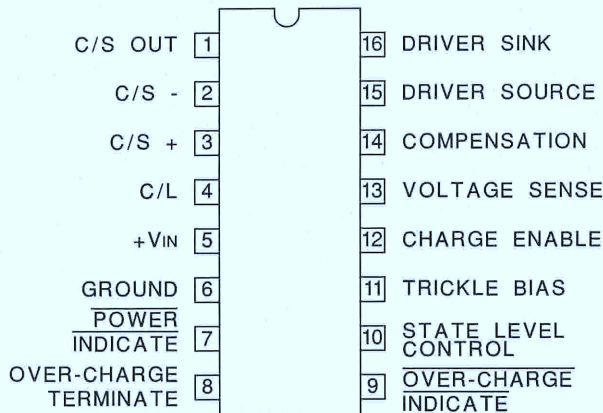 C/S OUT 1 16 DRIVER SINK
C/S - 2 15 DRIVER SOURCE
C/S + 3 14 COMPENSATION
C/L 4 13 VOLTAGE SENSE
+VIN 5 12 CHARGE ENABLE
GROUND 6 11 TRICKLE BIAS
POWER
INDICATE 7 10 STATE LEVEL
CONTROL
OVER-CHARGE
TERMINATE 8 9 OVER-CHARGE
INDICATE